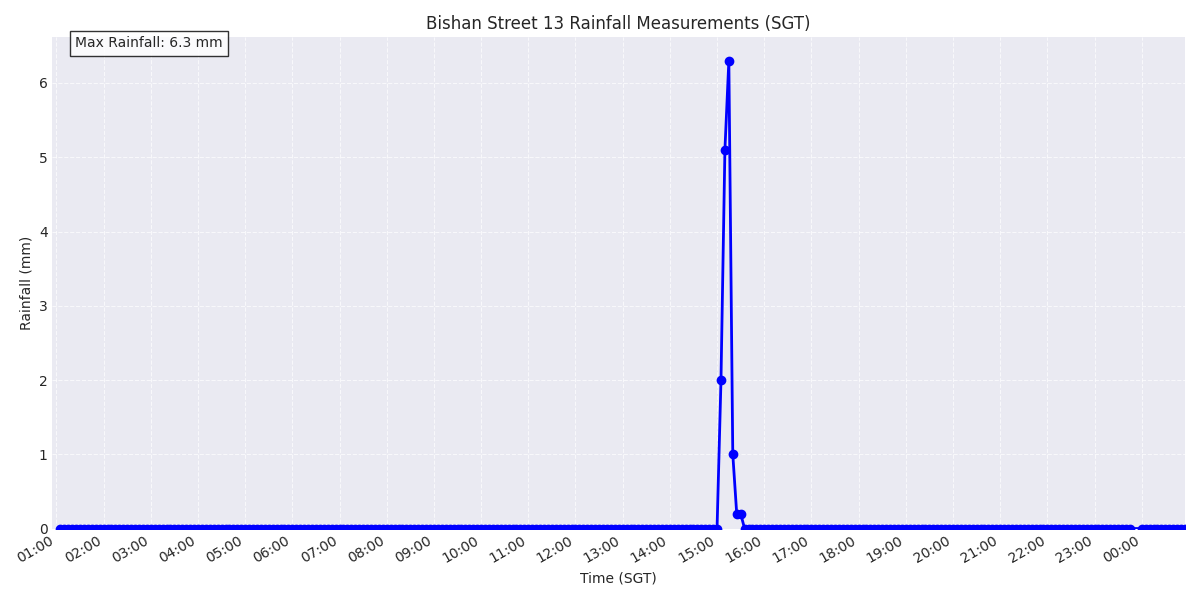 Bishan Street 13 Rainfall Measurements (SGT)
Max Rainfall: 6.3 mm
6
5
4
3
2
1
0
Rainfall (mm)
01:00 02:00 03:00 04:00 05:00 06:00 07:00 08:00 09:00 10:00 11:00 12:00 13:00 14:00 15:00 16:00 17:00 18:00 19:00 20:00 21:00 22:00 23:00 00:00
Time (SGT)